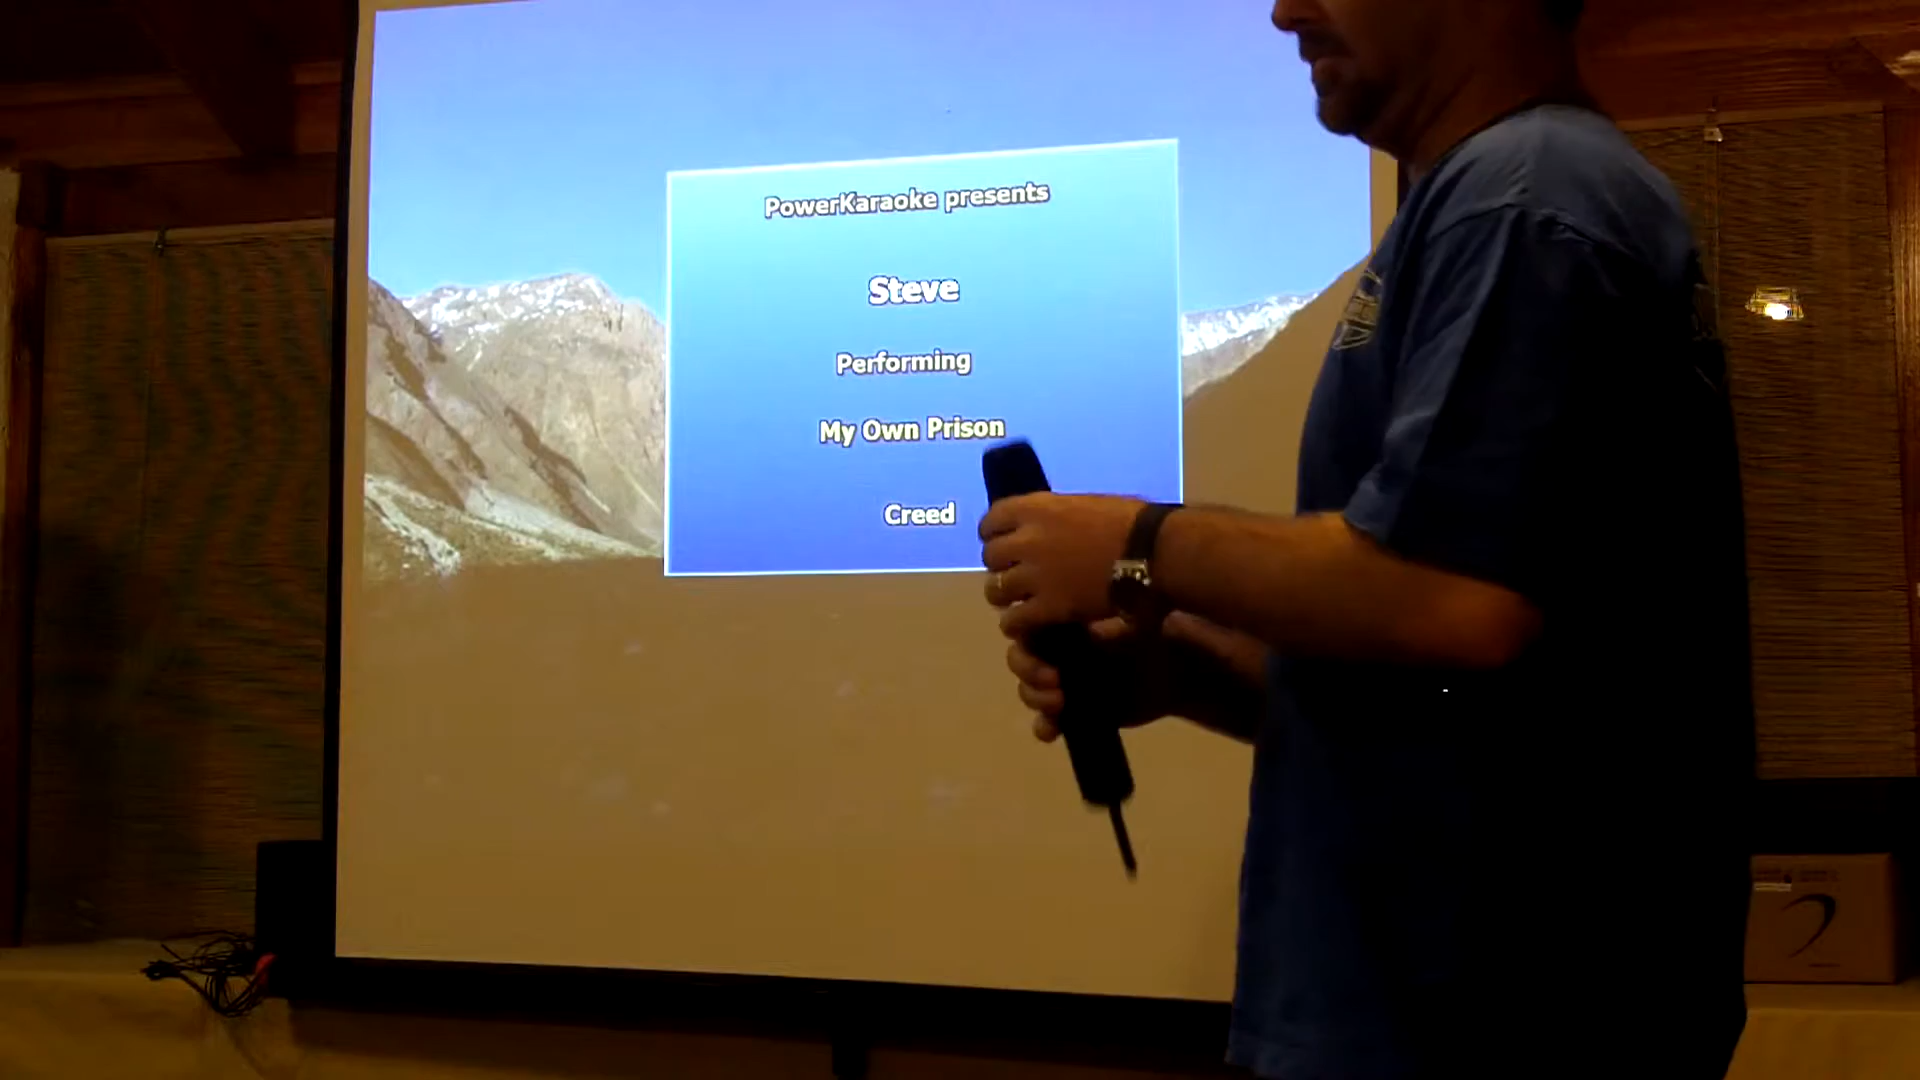 PowerKaraoke presents
Steve
Performing
My Own Prison
Creed